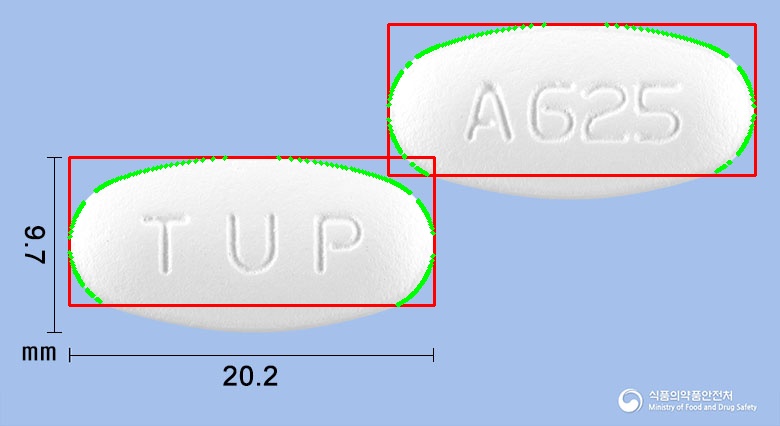 A625
TUP
9.7
mm
20.2
식품의약품안전처
Ministry of Food and Drug Safety